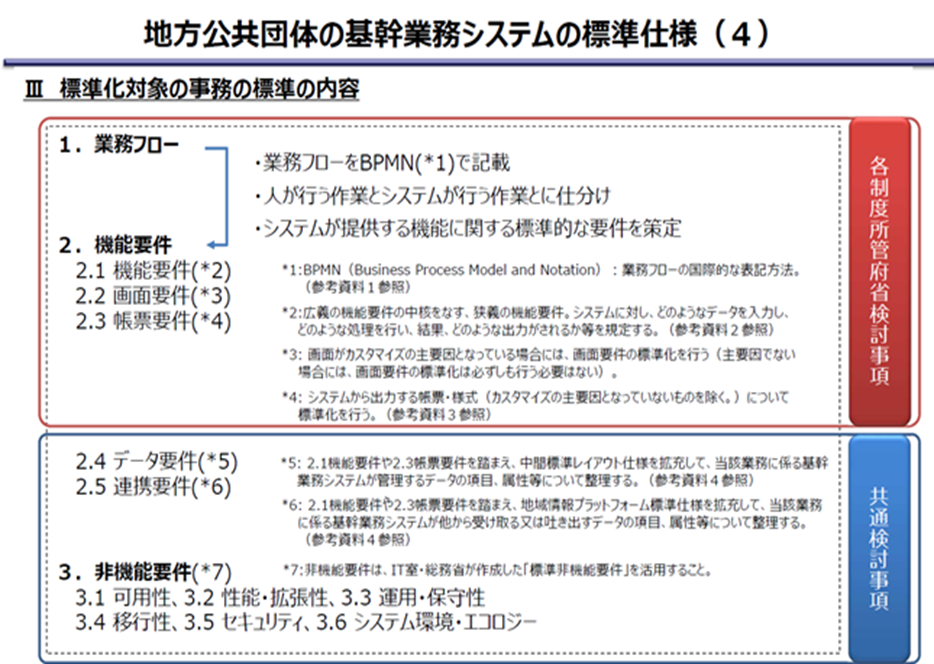 地方公共団体の基幹業務システムの標準仕様（４）
Ⅲ 標準化対象の事務の標準の内容
１．業務フロー
・業務フローをBPMN(*1)で記載
・人が行う作業とシステムが行う作業とに仕分け
・システムが提供する機能に関する標準的な要件を策定
２．機能要件
2.1 機能要件(*2)
2.2 画面要件(*3)
2.3 帳票要件(*4)
*1:BPMN（Business Process Model and Notation）：業務フローの国際的な表記方法。
（参考資料１参照）
*2:広義の機能要件の中核をなす、狭義の機能要件。システムに対し、どのようなデータを入力し、
どのような処理を行い、結果、どのような出力がされるか等を規定する。（参考資料２参照）
*3: 画面がカスタマイズの主要因となっている場合には、画面要件の標準化を行う（主要因でない
場合には、画面要件の標準化は必ずしも行う必要はない）。
*4: システムから出力する帳票・様式（カスタマイズの主要因となっていないものを除く。）について
標準化を行う。（参考資料３参照）
各制度所管府省検討事項
2.4 データ要件(*5)
2.5 連携要件(*6)
*5: 2.1機能要件や2.3帳票要件を踏まえ、中間標準レイアウト仕様を拡充して、当該業務に係る基幹
業務システムが管理するデータの項目、属性等について整理する。（参考資料４参照）
*6: 2.1機能要件や2.3帳票要件を踏まえ、地域情報プラットフォーム標準仕様を拡充して、当該業務
に係る基幹業務システムが他から受け取る又は吐き出すデータの項目、属性等について整理する。
（参考資料４参照）
３．非機能要件(*7)
*7:非機能要件は、IT室・総務省が作成した「標準非機能要件」を活用すること。
3.1 可用性、3.2 性能・拡張性、3.3 運用・保守性
3.4 移行性、3.5 セキュリティ、3.6 システム環境・エコロジー
共通検討事項